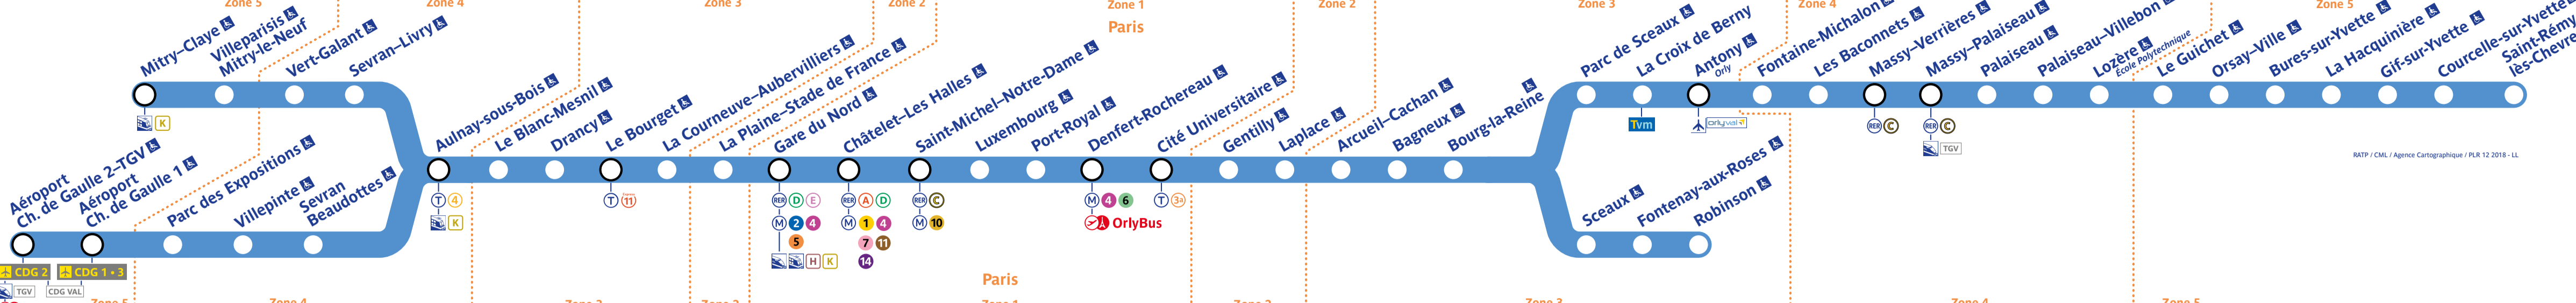 Zone 5
Zone 4
Zone 3
Zone 2
Zone 1
Zone 2
Zone 3
Zone 4
Zone 5
Paris
Mitry–Claye
Villeparisis
Mitry-le-Neuf
Vert-Galant
Sevran–Livry
K
Aéroport
Ch. de Gaulle 2–TGV
Aéroport
Ch. de Gaulle 1
Parc des Expositions
Villepinte
Sevran
Beaudottes
CDG 2
TGV
CDG 1 • 3
CDG VAL
Aulnay-sous-Bois
T 4
K
Le Blanc-Mesnil
Drancy
Le Bourget
T Express 11
La Courneuve–Aubervilliers
La Plaine–Stade de France
Gare du Nord
RER D E
M 2 4
5
H K
Châtelet–Les Halles
RER A D
M 1 4
7 11
14
Saint-Michel–Notre-Dame
RER C
M 10
Luxembourg
Port-Royal
Denfert-Rochereau
M 4 6
OrlyBus
Cité Universitaire
T 3a
Gentilly
Laplace
Arcueil–Cachan
Bagneux
Bourg-la-Reine
Parc de Sceaux
La Croix de Berny
Tvm
Antony
Orly
orlyval
Fontaine-Michalon
Les Baconnets
Massy–Verrières
RER C
Massy–Palaiseau
RER C
TGV
Palaiseau
Palaiseau–Villebon
Lozère
École Polytechnique
Le Guichet
Orsay–Ville
Bures-sur-Yvette
La Hacquinière
Gif-sur-Yvette
Courcelle-sur-Yvette
Saint-Rémy
lès-Chevre
Sceaux
Fontenay-aux-Roses
Robinson
RATP / CML / Agence Cartographique / PLR 12 2018 - LL
Paris
Zone 5
Zone 4
Zone 3
Zone 2
Zone 1
Zone 2
Zone 3
Zone 4
Zone 5